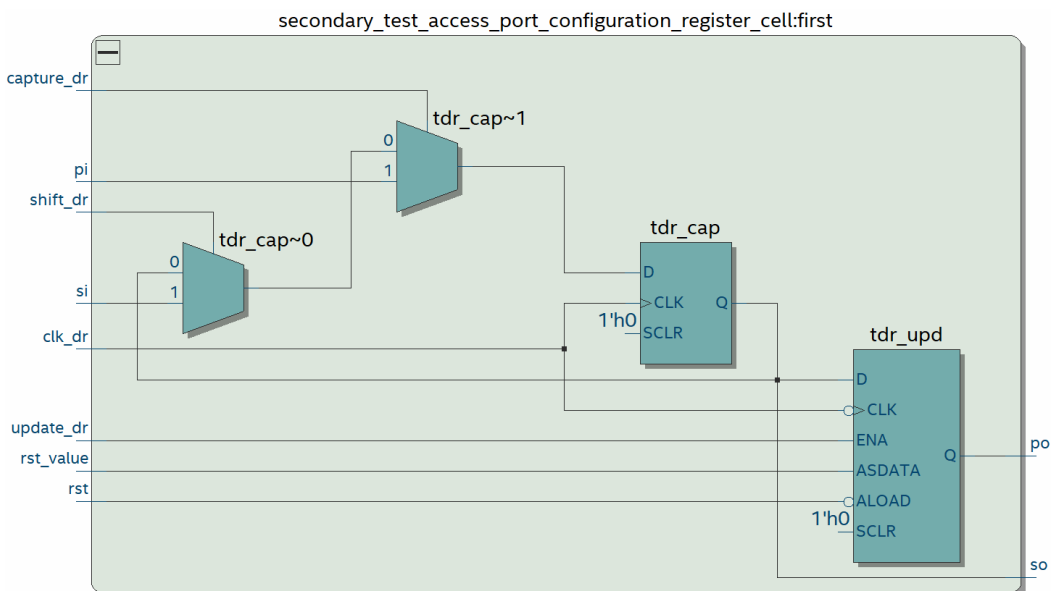 secondary_test_access_port_configuration_register_cell:first
capture_dr
tdr_cap~1
0
pi
1
shift_dr
tdr_cap~0
tdr_cap
0
D
si
1
CLK
Q
1'h0
SCLR
clk_dr
tdr_upd
D
CLK
update_dr
ENA
po
rst_value
Q
ASDATA
rst
ALOAD
1'h0
SCLR
so